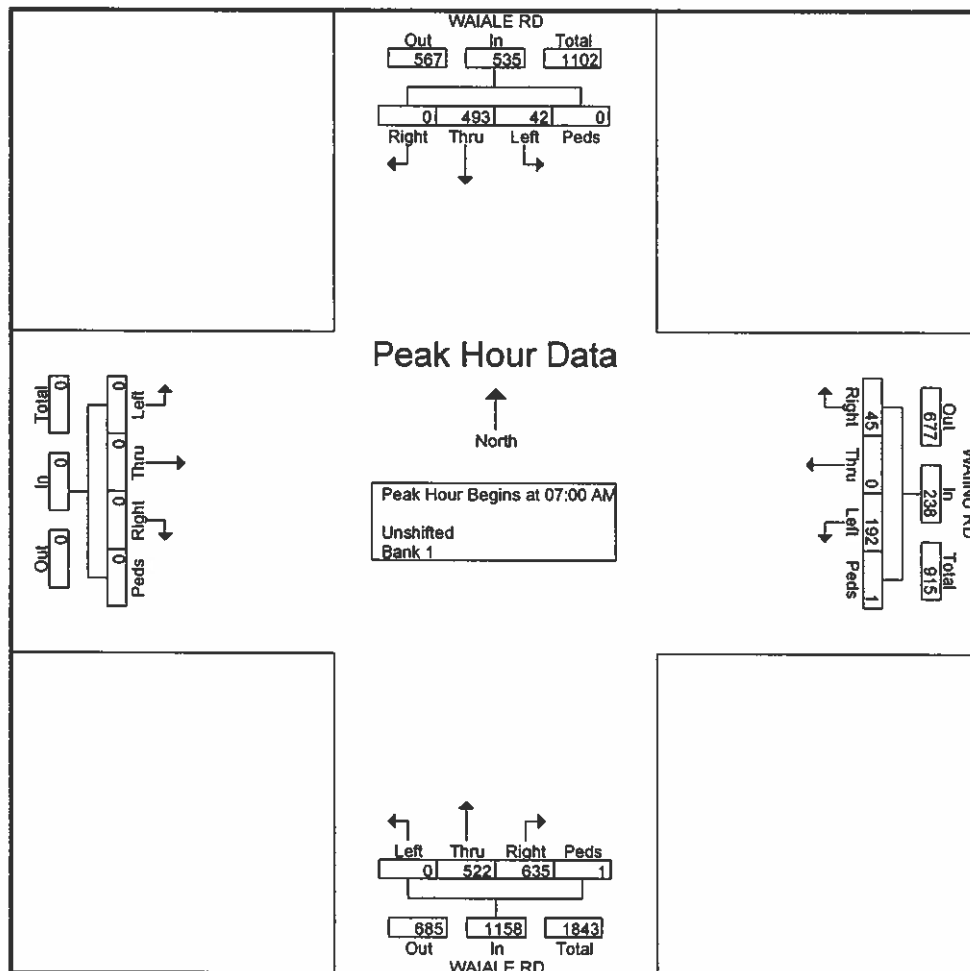 WAIALE RD
Out In Total
567 535 1102
0 493 42 0
Right Thru Left Peds
Peak Hour Data
North
Peak Hour Begins at 07:00 AM
Unshifted
Bank 1
Total In Out
0 0 0
0 0 0 0
Left Thru Right Peds
Right Thru Left Peds
45 0 192 1
Out In Total
677 238 915
WAINO RD
Left Thru Right Peds
0 522 635 1
685 1158 1843
Out In Total
WAIALE RD